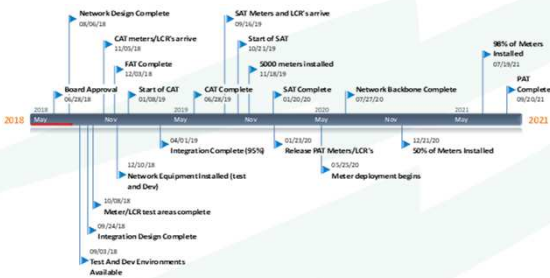 Network Design Complete
08/06/18
SAT Meters and LCR's arrive
09/16/19
CAT meters/LCR's arrive
11/05/18
Start of SAT
10/21/19
98% of Meters
Installed
07/19/21
FAT Complete
12/03/18
5000 meters installed
11/18/19
PAT
Complete
09/20/21
Board Approval
06/28/18
Start of CAT
01/08/19
CAT Complete
06/28/19
SAT Complete
01/20/20
Network Backbone Complete
07/27/20
2018
2018
May
Nov
2019
May
Nov
2020
May
Nov
2021
May
2021
04/01/19
Integration Complete (95%)
01/23/20
Release PAT Meters/LCR's
12/21/20
50% of Meters Installed
12/10/18
Network Equipment Installed (test
and Dev)
05/25/20
Meter deployment begins
10/08/18
Meter/LCR test areas complete
09/24/18
Integration Design Complete
09/03/18
Test And Dev Environments
Available